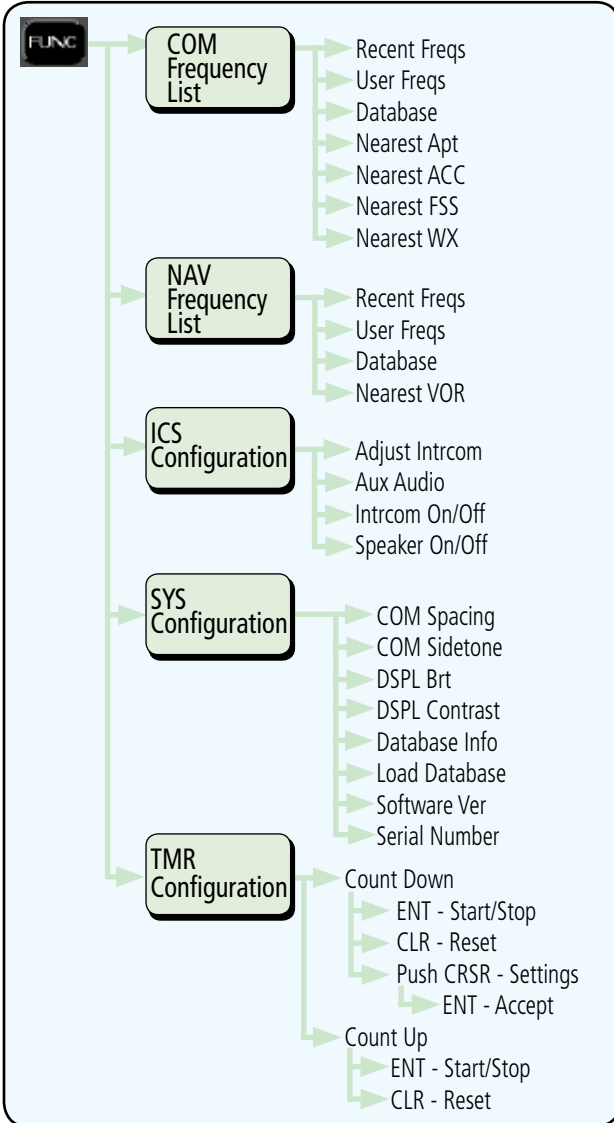 FUNC
COM
Frequency
List
Recent Freqs
User Freqs
Database
Nearest Apt
Nearest ACC
Nearest FSS
Nearest WX
NAV
Frequency
List
Recent Freqs
User Freqs
Database
Nearest VOR
ICS
Configuration
Adjust Intrcom
Aux Audio
Intrcom On/Off
Speaker On/Off
SYS
Configuration
COM Spacing
COM Sidetone
DSPL Brt
DSPL Contrast
Database Info
Load Database
Software Ver
Serial Number
TMR
Configuration
Count Down
ENT - Start/Stop
CLR - Reset
Push CRSR - Settings
ENT - Accept
Count Up
ENT - Start/Stop
CLR - Reset